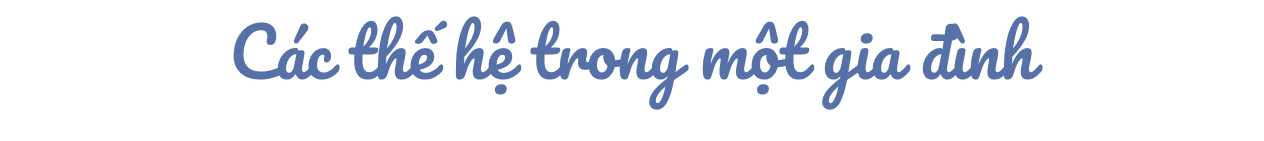 Các thế hệ trong một gia đình